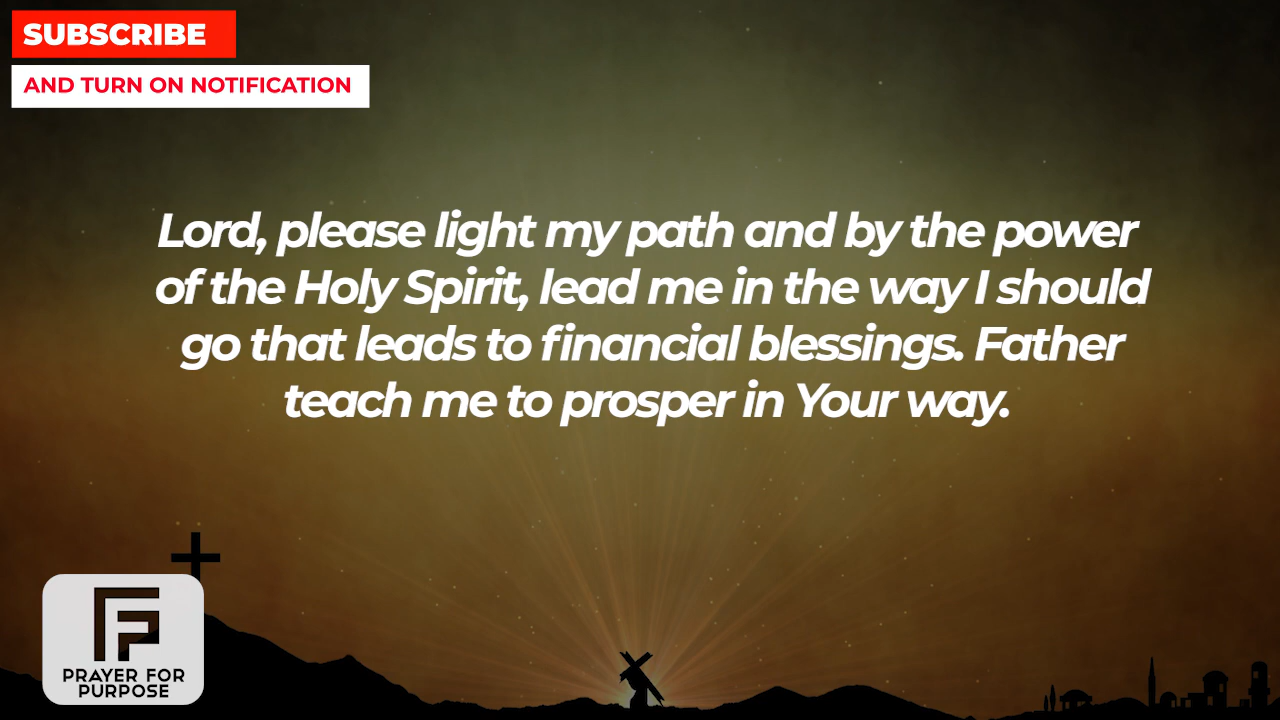 SUBSCRIBE
AND TURN ON NOTIFICATION
Lord, please light my path and by the power
of the Holy Spirit, lead me in the way I should
go that leads to financial blessings. Father
teach me to prosper in Your way.
PRAYER FOR
PURPOSE